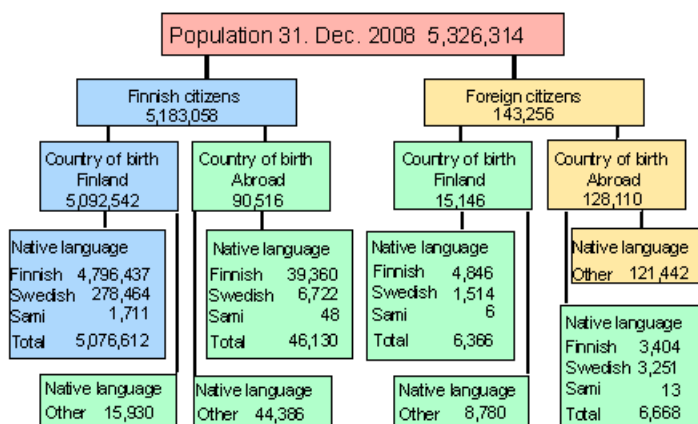 Population 31. Dec. 2008 5,326,314
Finnish citizens
5,183,058
Foreign citizens
143,256
Country of birth
Finland
5,092,542
Country of birth
Abroad
90,516
Country of birth
Finland
15,146
Country of birth
Abroad
128,110
Native language
Finnish 4,796,437
Swedish 278,464
Sami 1,711
Total 5,076,612
Native language
Finnish 39,360
Swedish 6,722
Sami 48
Total 46,130
Native language
Finnish 4,846
Swedish 1,514
Sami 6
Total 6,366
Native language
Other 121,442
Native language
Finnish 3,404
Swedish 3,251
Sami 13
Total 6,668
Native language
Other 15,930
Native language
Other 44,386
Native language
Other 8,780